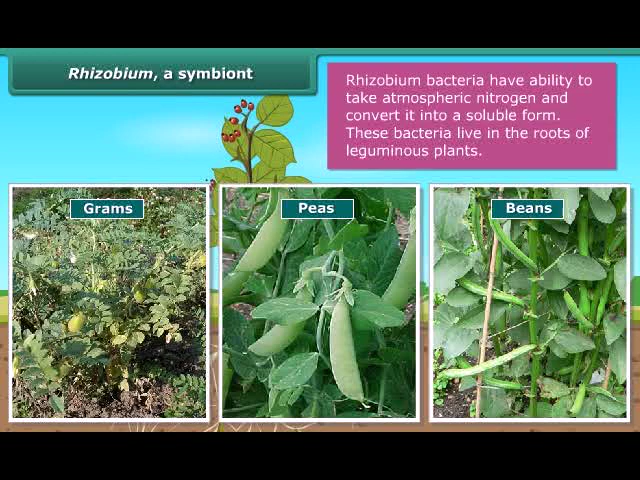 Rhizobium, a symbiont
Rhizobium bacteria have ability to
take atmospheric nitrogen and
convert it into a soluble form.
These bacteria live in the roots of
leguminous plants.
Grams
Peas
Beans